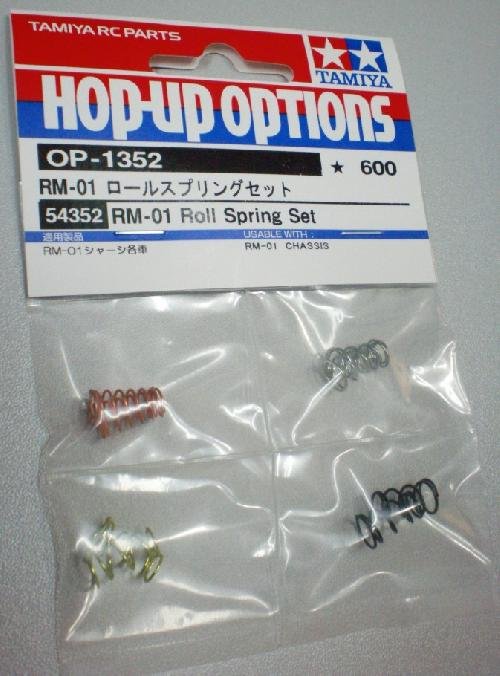 TAMIYA RC PARTS
TAMIYA
HOP-UP OPTIONS
OP-1352
★ 600
RM-01 ロールスプリングセット
54352 RM-01 Roll Spring Set
適用製品
USABLE WITH :
RM-01シャーシ各車
RM-01 CHASSIS